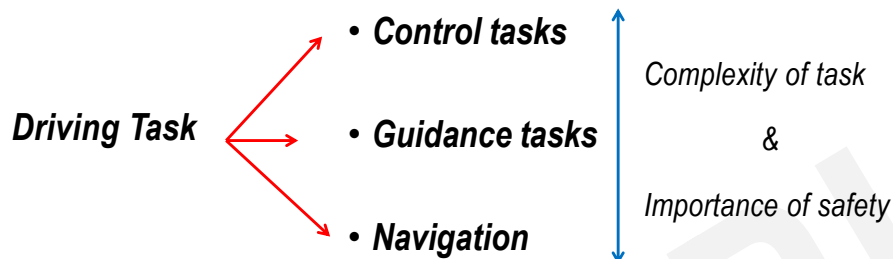 • Control tasks
Complexity of task
Driving Task
• Guidance tasks
&
Importance of safety
• Navigation